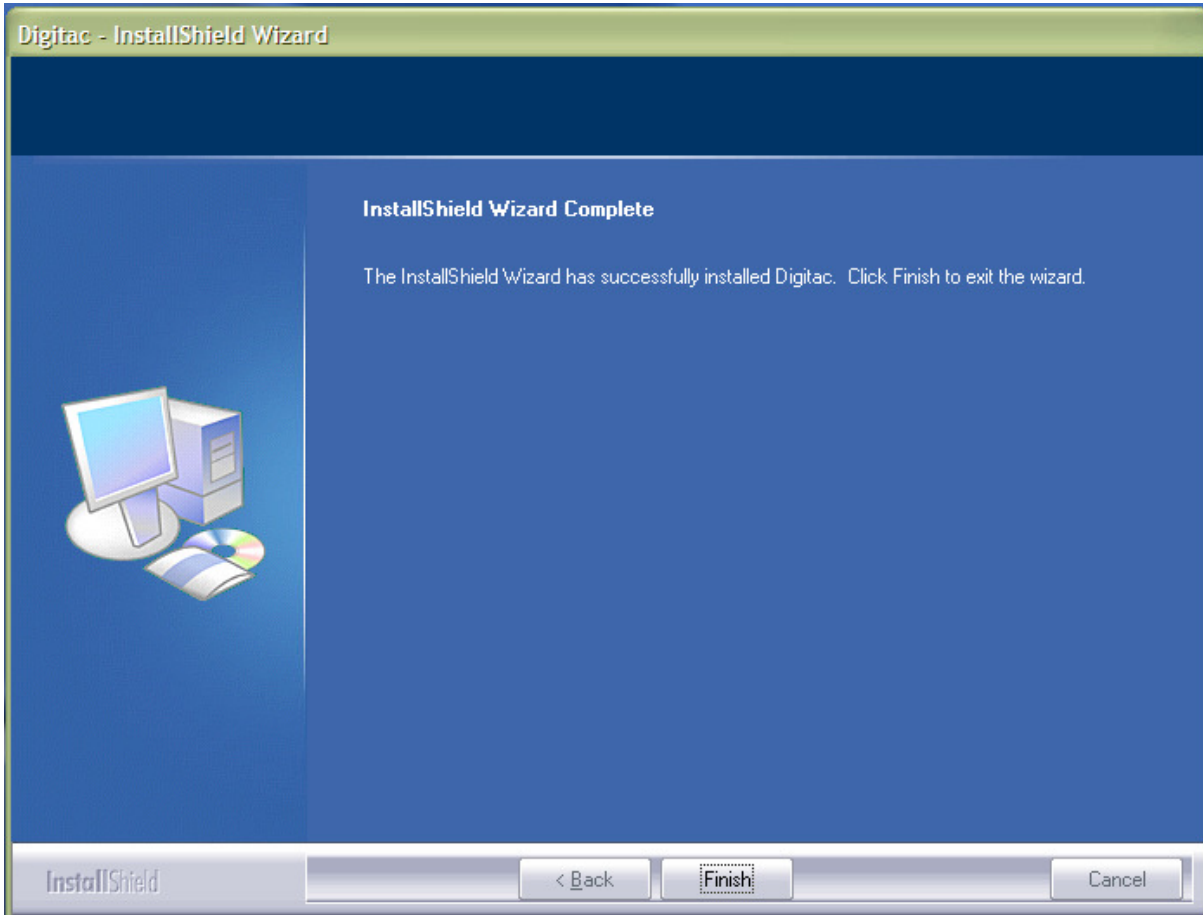 Digitac - InstallShield Wizard
InstallShield Wizard Complete
The InstallShield Wizard has successfully installed Digitac.  Click Finish to exit the wizard.
InstallShield
< Back
Finish
Cancel